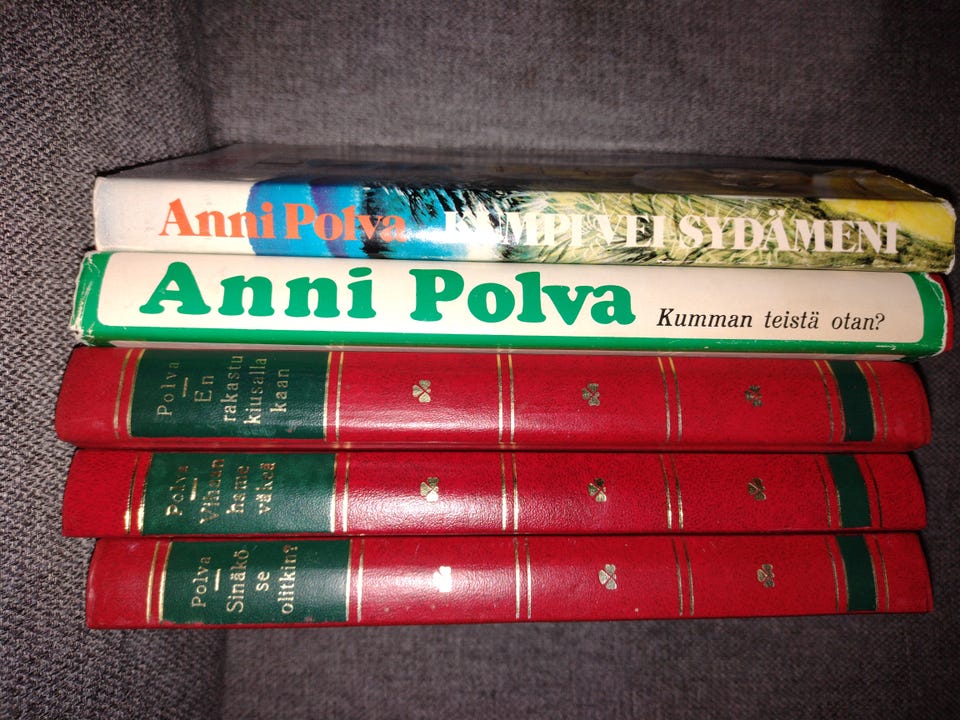 Anni Polva KUMPI VEI SYDÄMENI
Anni Polva Kumman teistä otan?
Polva
En
rakastu
kiusalla
kaan
Polva
Vihaan
hame
väkeä
Polva
Sinäkö
se
olitkin?